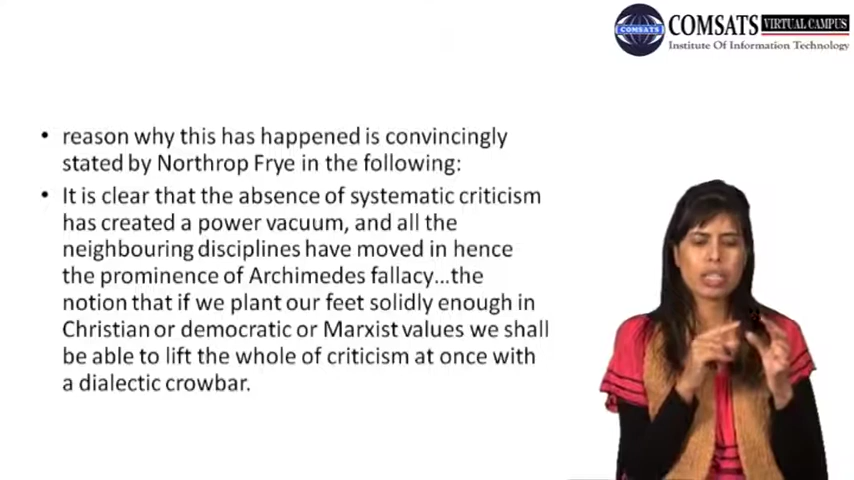 COMSATS VIRTUAL CAMPUS
COMSATS
Institute Of Information Technology
• reason why this has happened is convincingly
stated by Northrop Frye in the following:
• It is clear that the absence of systematic criticism
has created a power vacuum, and all the
neighbouring disciplines have moved in hence
the prominence of Archimedes fallacy...the
notion that if we plant our feet solidly enough in
Christian or democratic or Marxist values we shall
be able to lift the whole of criticism at once with
a dialectic crowbar.